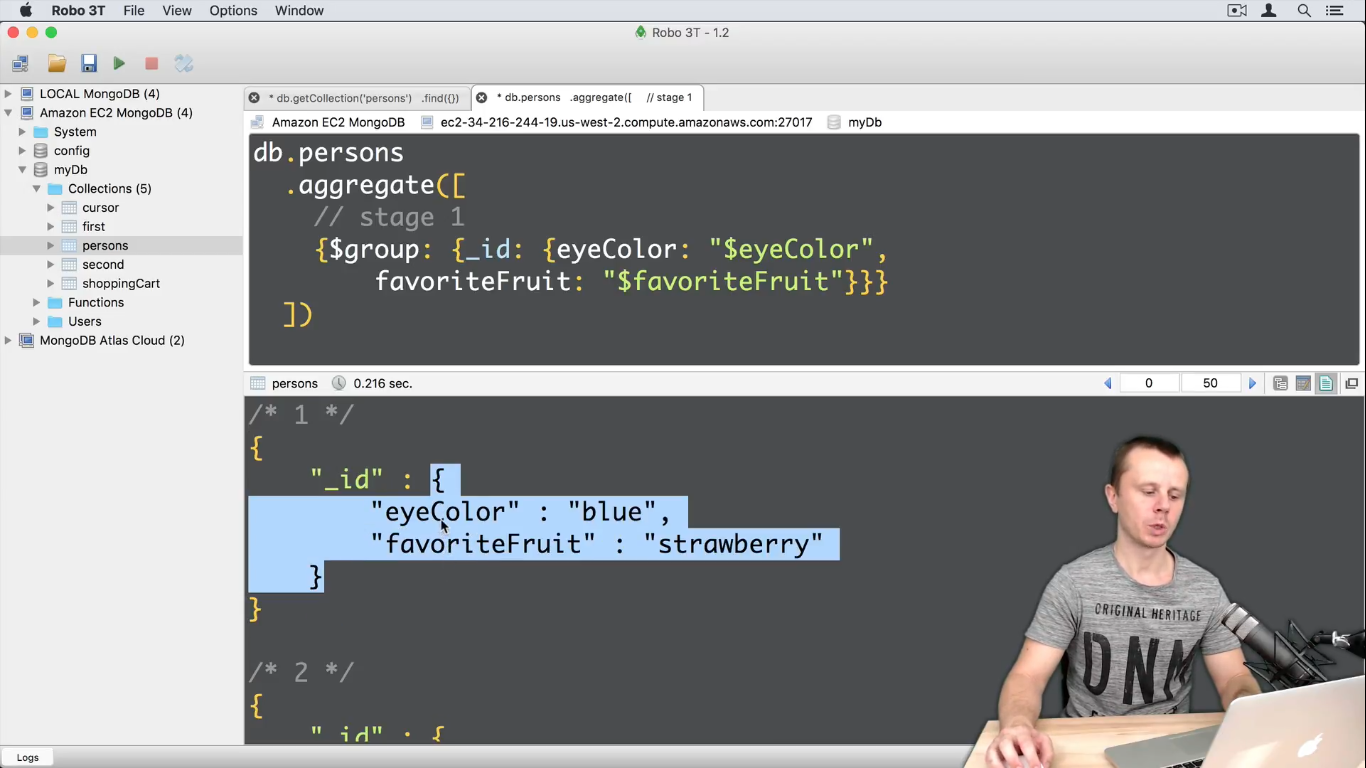 Robo 3T File View Options Window
Robo 3T - 1.2
LOCAL MongoDB (4)
Amazon EC2 MongoDB (4)
System
config
myDb
Collections (5)
cursor
first
persons
second
shoppingCart
Functions
Users
MongoDB Atlas Cloud (2)
* db.getCollection('persons') .find({})
* db.persons .aggregate([ // stage 1
Amazon EC2 MongoDB ec2-34-216-244-19.us-west-2.compute.amazonaws.com:27017 myDb
db.persons
.aggregate([
// stage 1
{$group: {_id: {eyeColor: "$eyeColor",
favoriteFruit: "$favoriteFruit"}}}
])
persons 0.216 sec. 0 50
/* 1 */
{
"_id" : {
"eyeColor" : "blue",
"favoriteFruit" : "strawberry"
}
}
/* 2 */
{
"_id" : {
ORIGINAL HERITAGE
DNM
Logs